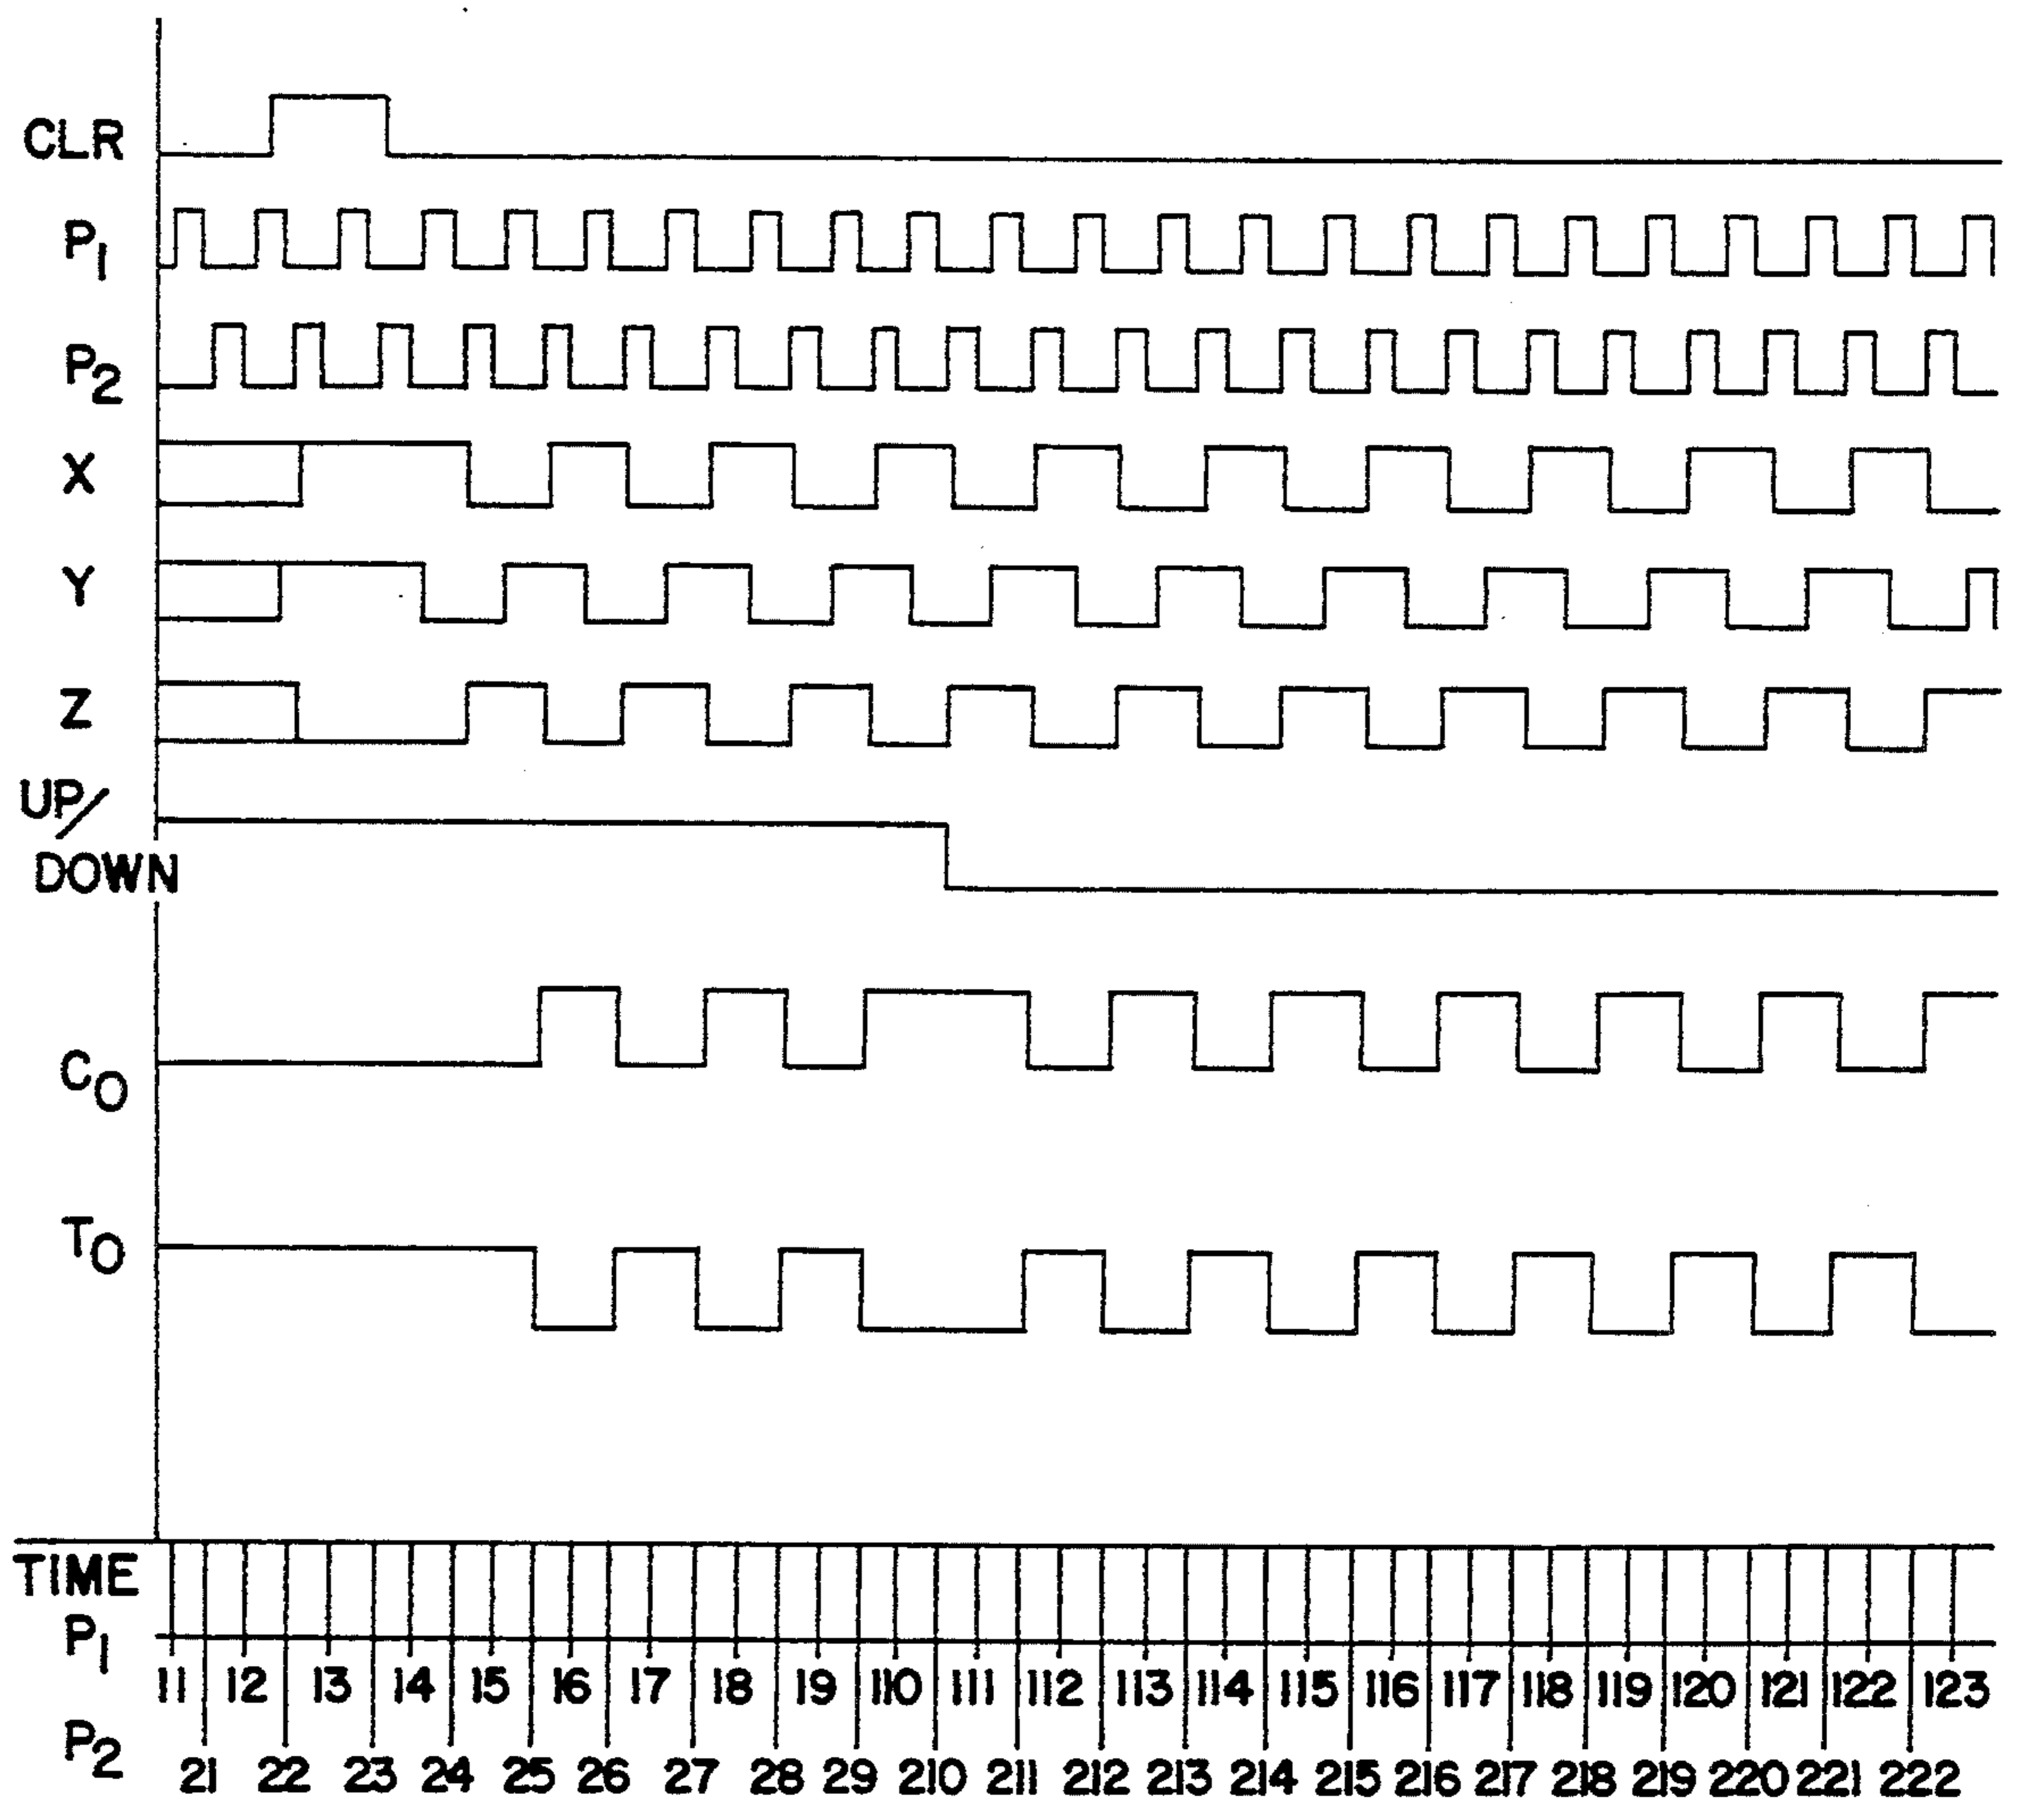 CLR
P1
P2
X
Y
Z
UP/
DOWN
CO
TO
TIME
P1
11 12 13 14 15 16 17 18 19 110 111 112 113 114 115 116 117 118 119 120 121 122 123
P2
21 22 23 24 25 26 27 28 29 210 211 212 213 214 215 216 217 218 219 220 221 222